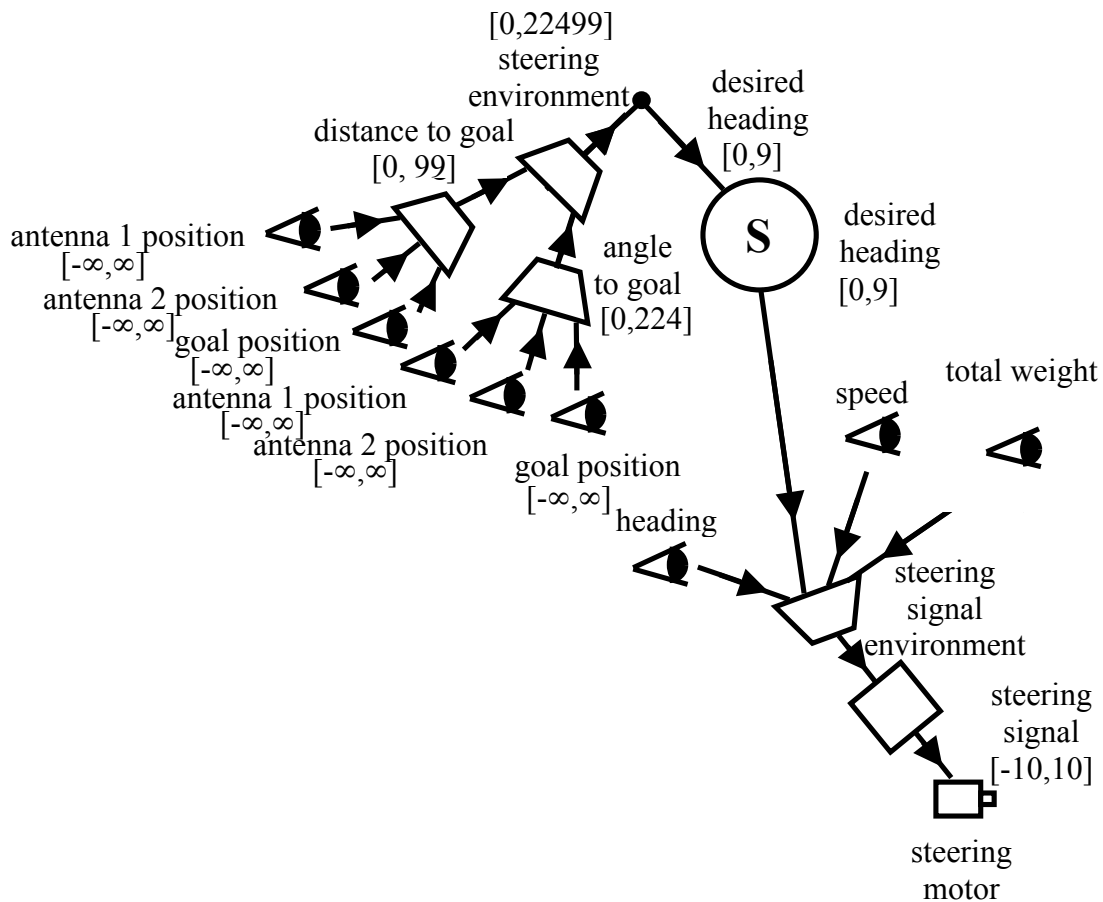 [0,22499]
steering
environment
desired
heading
[0,9]
distance to goal
[0, 99]
S
desired
heading
[0,9]
antenna 1 position
[-∞,∞]
angle
to goal
[0,224]
antenna 2 position
[-∞,∞]
goal position
[-∞,∞]
antenna 1 position
[-∞,∞]
antenna 2 position
[-∞,∞]
goal position
[-∞,∞]
speed
total weight
heading
steering
signal
environment
steering
signal
[-10,10]
steering
motor